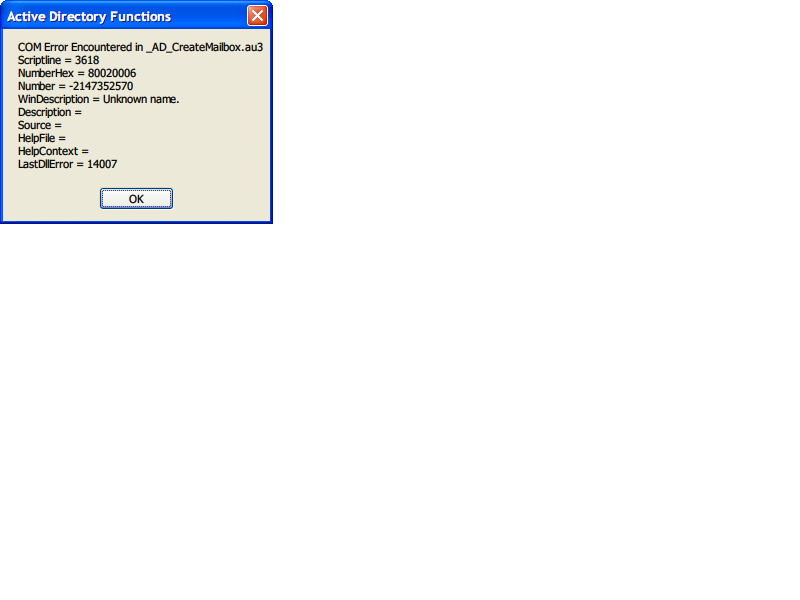 Active Directory Functions
COM Error Encountered in _AD_CreateMailbox.au3
Scriptline = 3618
NumberHex = 80020006
Number = -2147352570
WinDescription = Unknown name.
Description =
Source =
HelpFile =
HelpContext =
LastDllError = 14007
OK